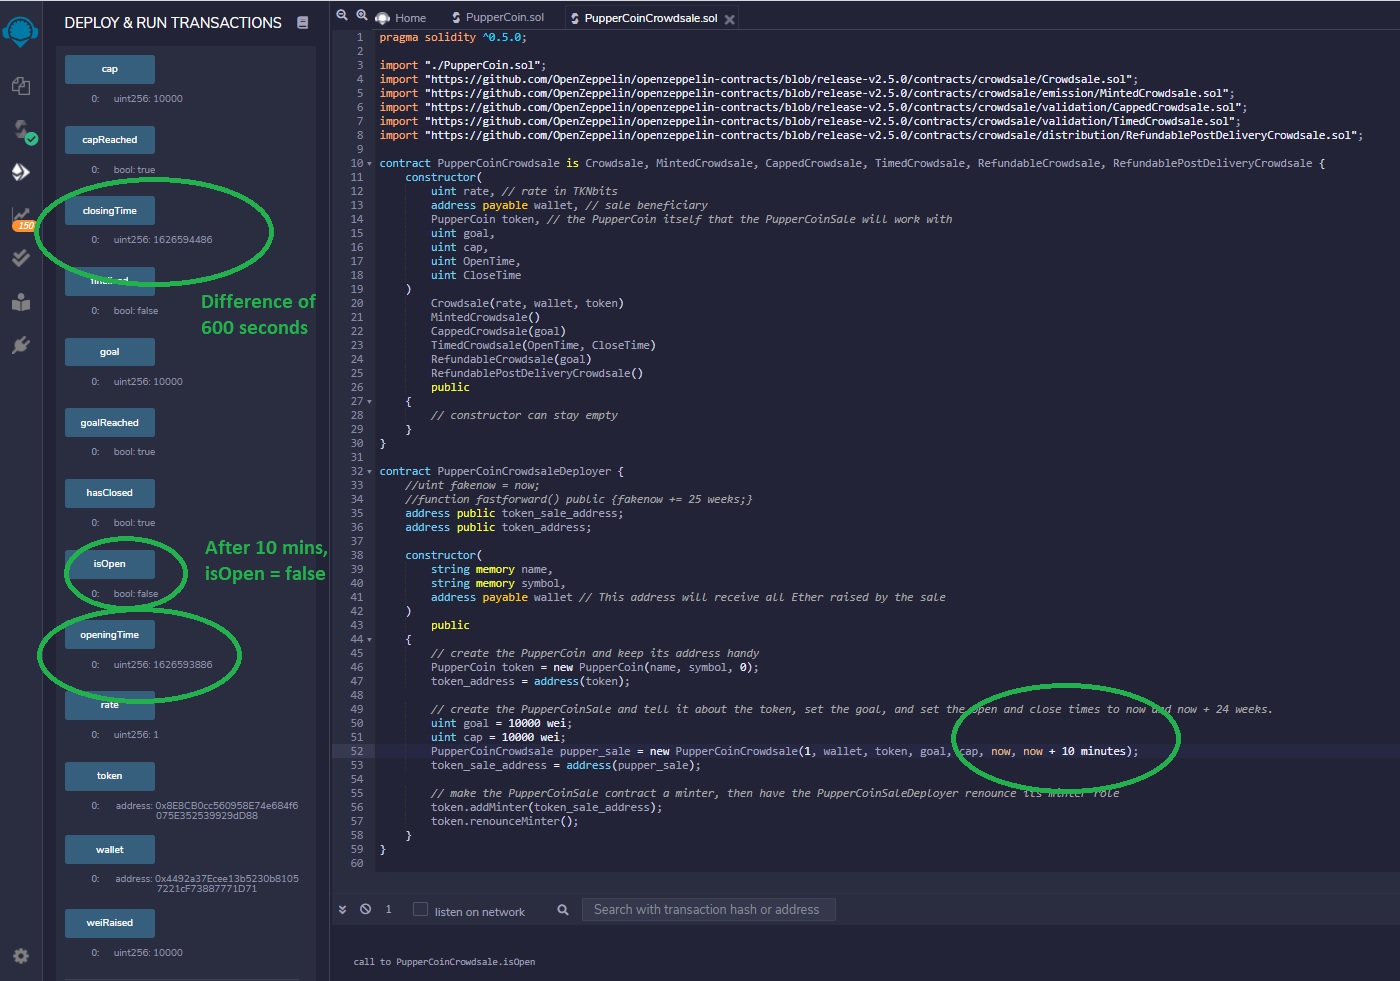 DEPLOY & RUN TRANSACTIONS
cap
0: uint256: 10000
capReached
0: bool: true
closingTime
0: uint256: 1626594486
0: bool: false
Difference of
600 seconds
goal
0: uint256: 10000
goalReached
0: bool: true
hasClosed
0: bool: true
isOpen
0: bool: false
After 10 mins,
isOpen = false
openingTime
0: uint256: 1626593886
rate
0: uint256: 1
token
0: address: 0x8E8CB0cc560958E74e684f6
075E352539929dD88
wallet
0: address: 0x4492a37Ecee13b5230b8105
7221cF73887771D71
weiRaised
0: uint256: 10000
150
Home
PupperCoin.sol
PupperCoinCrowdsale.sol
1 pragma solidity ^0.5.0;
2
3 import "./PupperCoin.sol";
4 import "https://github.com/OpenZeppelin/openzeppelin-contracts/blob/release-v2.5.0/contracts/crowdsale/Crowdsale.sol";
5 import "https://github.com/OpenZeppelin/openzeppelin-contracts/blob/release-v2.5.0/contracts/crowdsale/emission/MintedCrowdsale.sol";
6 import "https://github.com/OpenZeppelin/openzeppelin-contracts/blob/release-v2.5.0/contracts/crowdsale/validation/CappedCrowdsale.sol";
7 import "https://github.com/OpenZeppelin/openzeppelin-contracts/blob/release-v2.5.0/contracts/crowdsale/validation/TimedCrowdsale.sol";
8 import "https://github.com/OpenZeppelin/openzeppelin-contracts/blob/release-v2.5.0/contracts/crowdsale/distribution/RefundablePostDeliveryCrowdsale.sol";
9
10 contract PupperCoinCrowdsale is Crowdsale, MintedCrowdsale, CappedCrowdsale, TimedCrowdsale, RefundableCrowdsale, RefundablePostDeliveryCrowdsale {
11 constructor(
12 uint rate, // rate in TKNbits
13 address payable wallet, // sale beneficiary
14 PupperCoin token, // the PupperCoin itself that the PupperCoinSale will work with
15 uint goal,
16 uint cap,
17 uint OpenTime,
18 uint CloseTime
19 )
20 Crowdsale(rate, wallet, token)
21 MintedCrowdsale()
22 CappedCrowdsale(goal)
23 TimedCrowdsale(OpenTime, CloseTime)
24 RefundableCrowdsale(goal)
25 RefundablePostDeliveryCrowdsale()
26 public
27 {
28 // constructor can stay empty
29 }
30 }
31
32 contract PupperCoinCrowdsaleDeployer {
33 //uint fakenow = now;
34 //function fastforward() public {fakenow += 25 weeks;}
35 address public token_sale_address;
36 address public token_address;
37
38 constructor(
39 string memory name,
40 string memory symbol,
41 address payable wallet // This address will receive all Ether raised by the sale
42 )
43 public
44 {
45 // create the PupperCoin and keep its address handy
46 PupperCoin token = new PupperCoin(name, symbol, 0);
47 token_address = address(token);
48
49 // create the PupperCoinSale and tell it about the token, set the goal, and set the open and close times to now and now + 24 weeks.
50 uint goal = 10000 wei;
51 uint cap = 10000 wei;
52 PupperCoinCrowdsale pupper_sale = new PupperCoinCrowdsale(1, wallet, token, goal, cap, now, now + 10 minutes);
53 token_sale_address = address(pupper_sale);
54
55 // make the PupperCoinSale contract a minter, then have the PupperCoinSaleDeployer renounce its minter role
56 token.addMinter(token_sale_address);
57 token.renounceMinter();
58 }
59 }
60
1
listen on network
Search with transaction hash or address
call to PupperCoinCrowdsale.isOpen